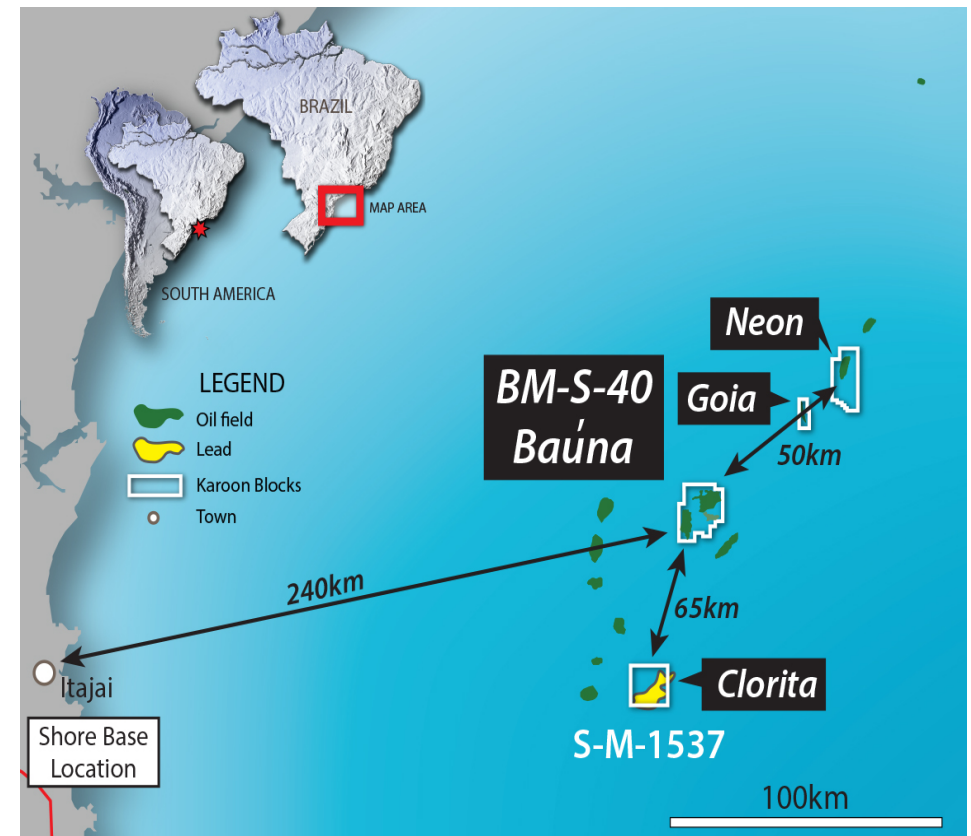 BRAZIL
MAP AREA
SOUTH AMERICA
LEGEND
Oil field
Lead
Karoon Blocks
Town
Neon
BM-S-40
Baúna
Goia
50km
240km
65km
Itajai
Clorita
S-M-1537
Shore Base
Location
100km